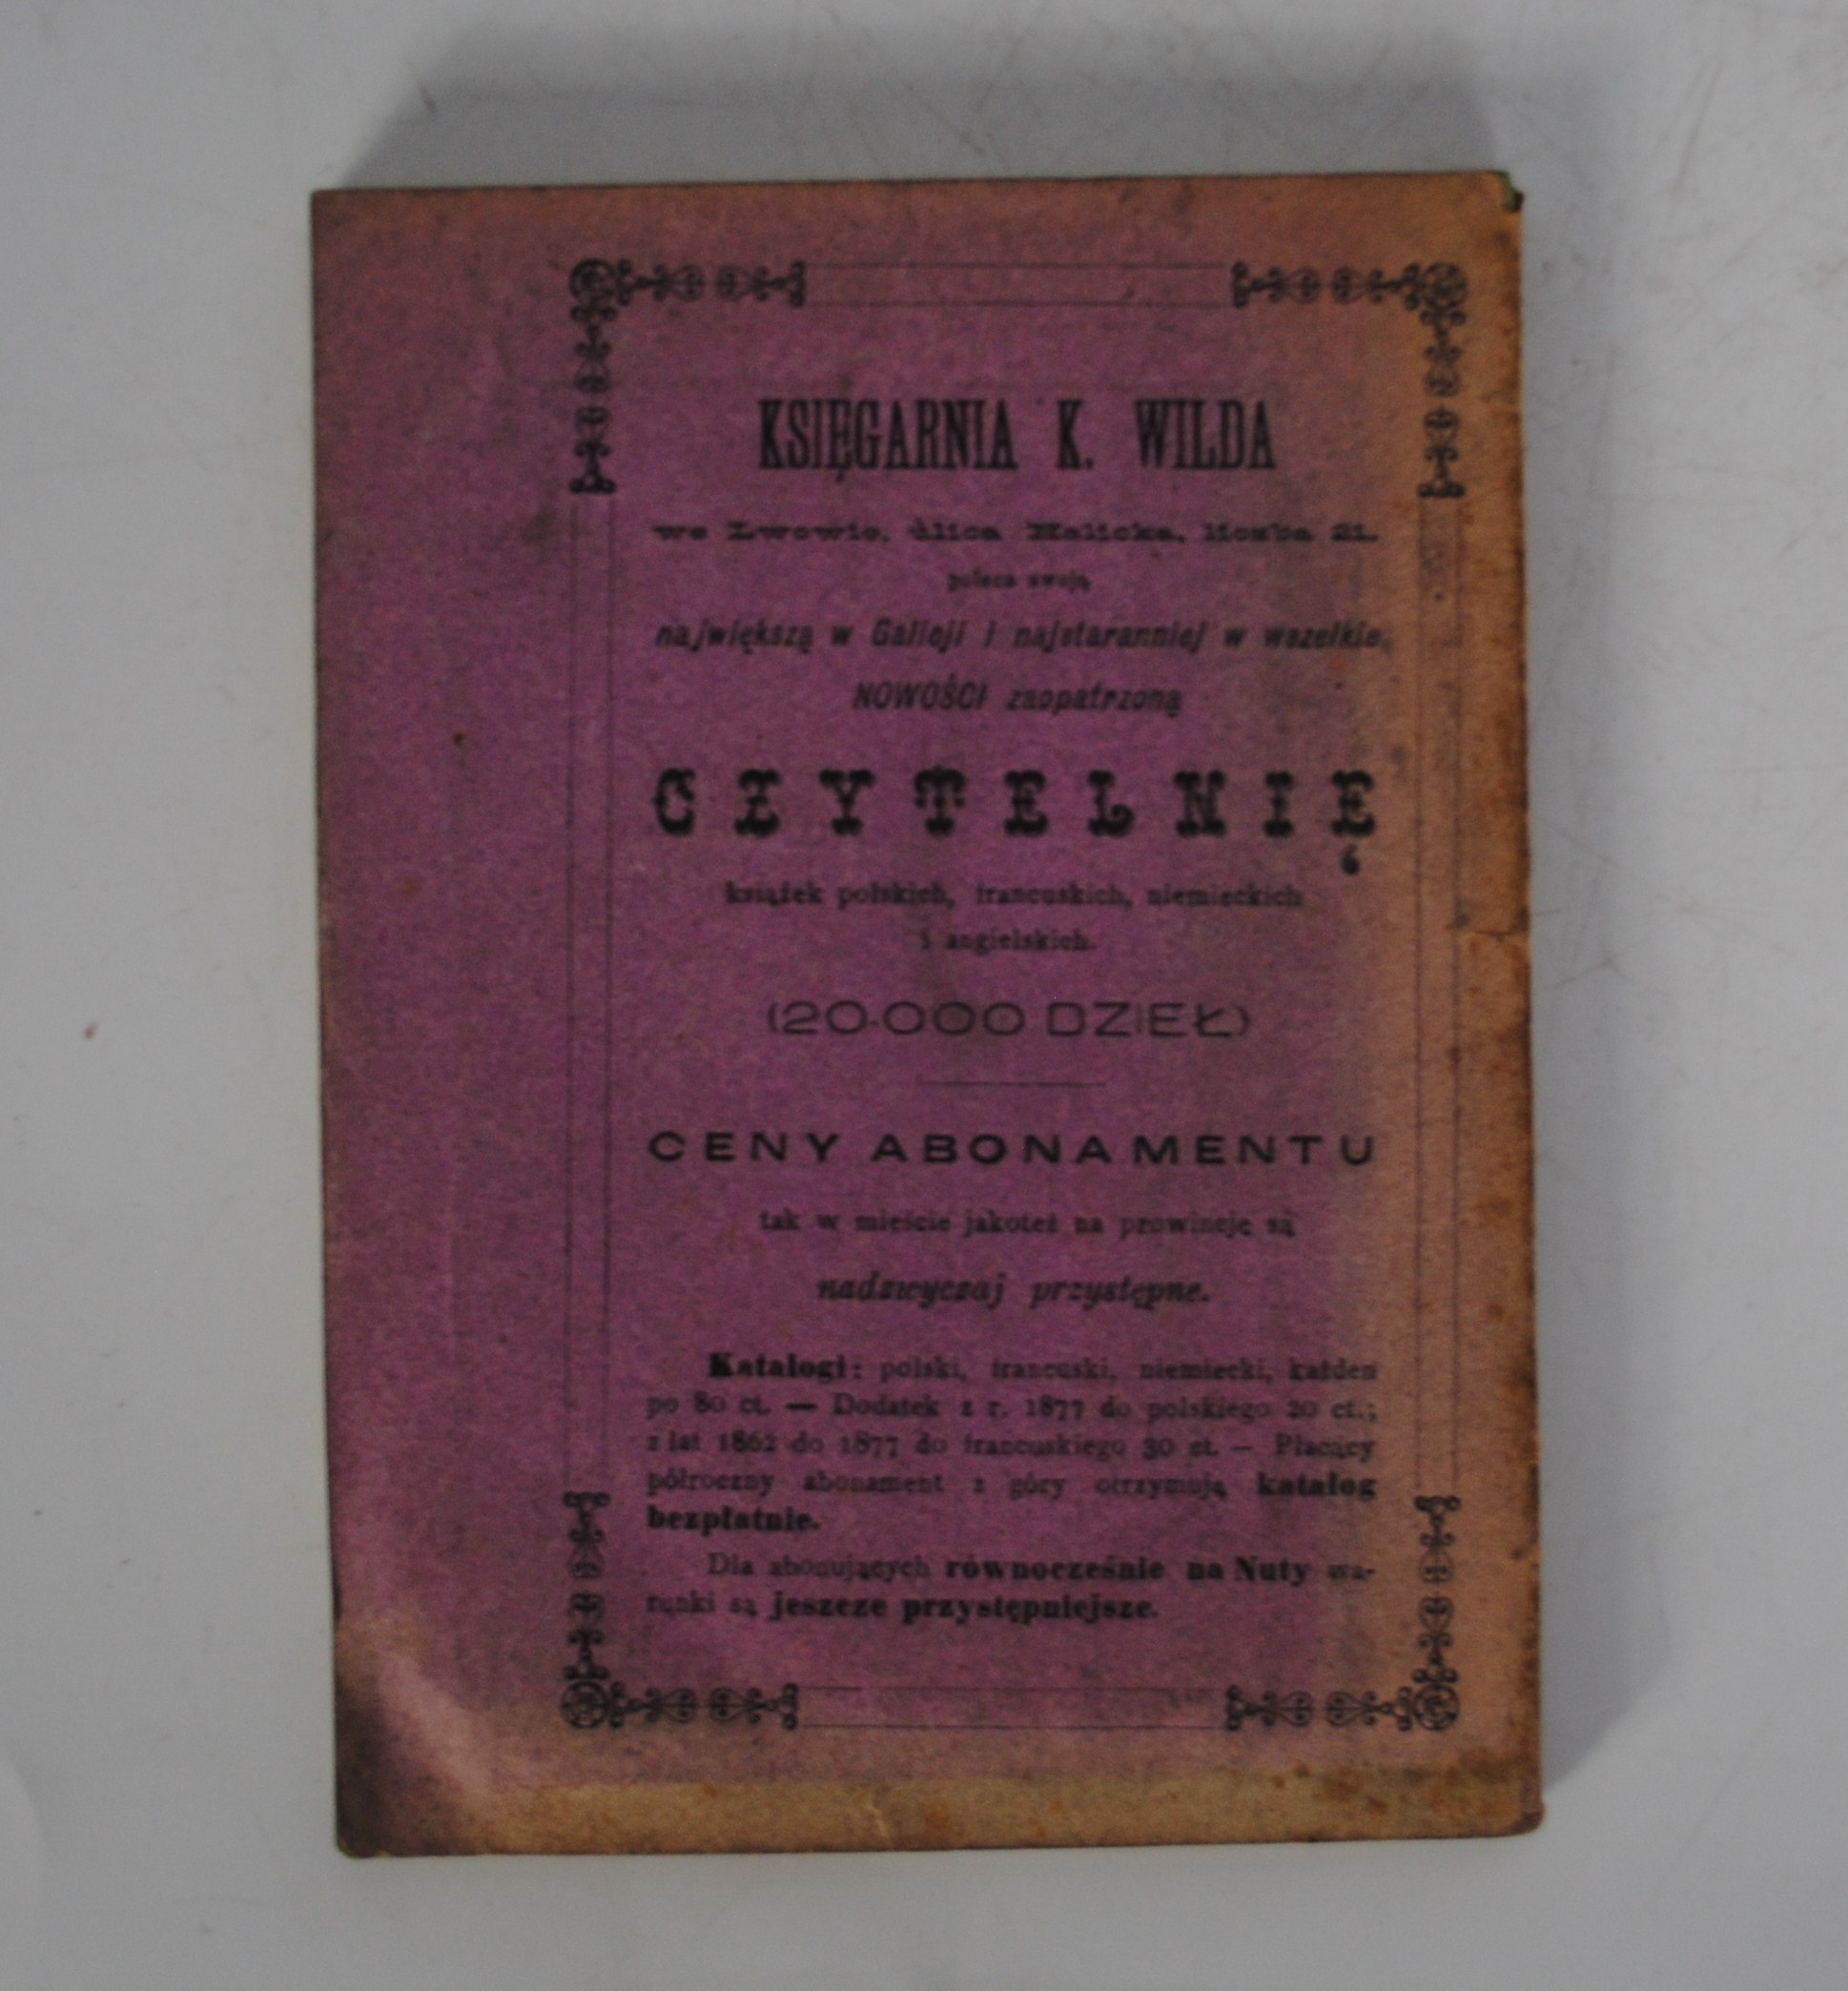 KSIĘGARNIA K. WILDA
we Lwowie, ulica Halicka, liczba 21.
poleca swoją
największą w Galicji i najstaranniej w wszelkie
NOWOŚCI zaopatrzoną
CZYTELNIĘ
książek polskich, francuskich, niemieckich
i angielskich.
(20.000 DZIEŁ)
CENY ABONAMENTU
tak w mieście jakoteż na prowincję są
nadzwyczaj przystępne.
Katalogi: polski, francuski, niemiecki, każden
po 80 ct. — Dodatek z r. 1877 do polskiego 20 ct.;
z lat 1862 do 1877 do francuskiego 30 ct. — Płacący
półroczny abonament z góry otrzymują katalog
bezpłatnie.
Dla abonujących równocześnie na Nuty wa-
runki są jeszcze przystępniejsze.